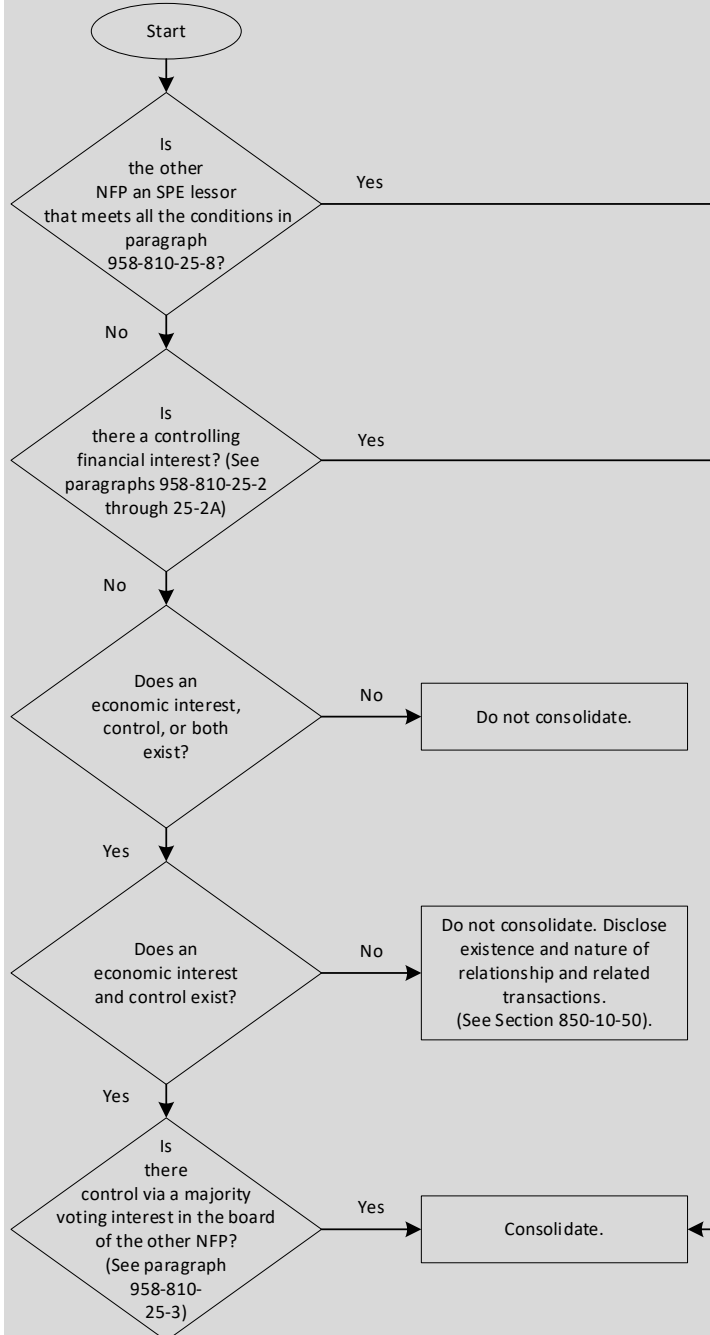 Start
Is
the other
NFP an SPE lessor
that meets all the conditions in
paragraph
958-810-25-8?
Yes
No
Is
there a controlling
financial interest? (See
paragraphs 958-810-25-2
through 25-2A)
Yes
No
Does an
economic interest,
control, or both
exist?
No
Do not consolidate.
Yes
Does an
economic interest
and control exist?
No
Do not consolidate. Disclose
existence and nature of
relationship and related
transactions.
(See Section 850-10-50).
Yes
Is
there
control via a majority
voting interest in the board
of the other NFP?
(See paragraph
958-810-
25-3)
Yes
Consolidate.